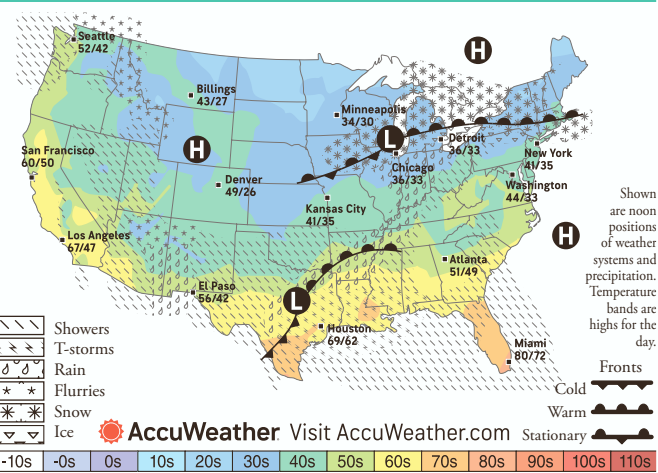 Seattle
52/42
H
Billings
43/27
Minneapolis
34/30
L
Detroit
36/33
San Francisco
60/50
H
Chicago
36/33
New York
41/35
Denver
49/26
Washington
44/33
Kansas City
41/35
Los Angeles
67/47
H
Atlanta
51/49
El Paso
56/42
L
Houston
69/62
Miami
80/72
Shown
are noon
positions
of weather
systems and
precipitation.
Temperature
bands are
highs for the
day.
Showers
T-storms
Rain
Flurries
Snow
Ice
Fronts
Cold
Warm
Stationary
AccuWeather Visit AccuWeather.com
-10s -0s 0s 10s 20s 30s 40s 50s 60s 70s 80s 90s 100s 110s